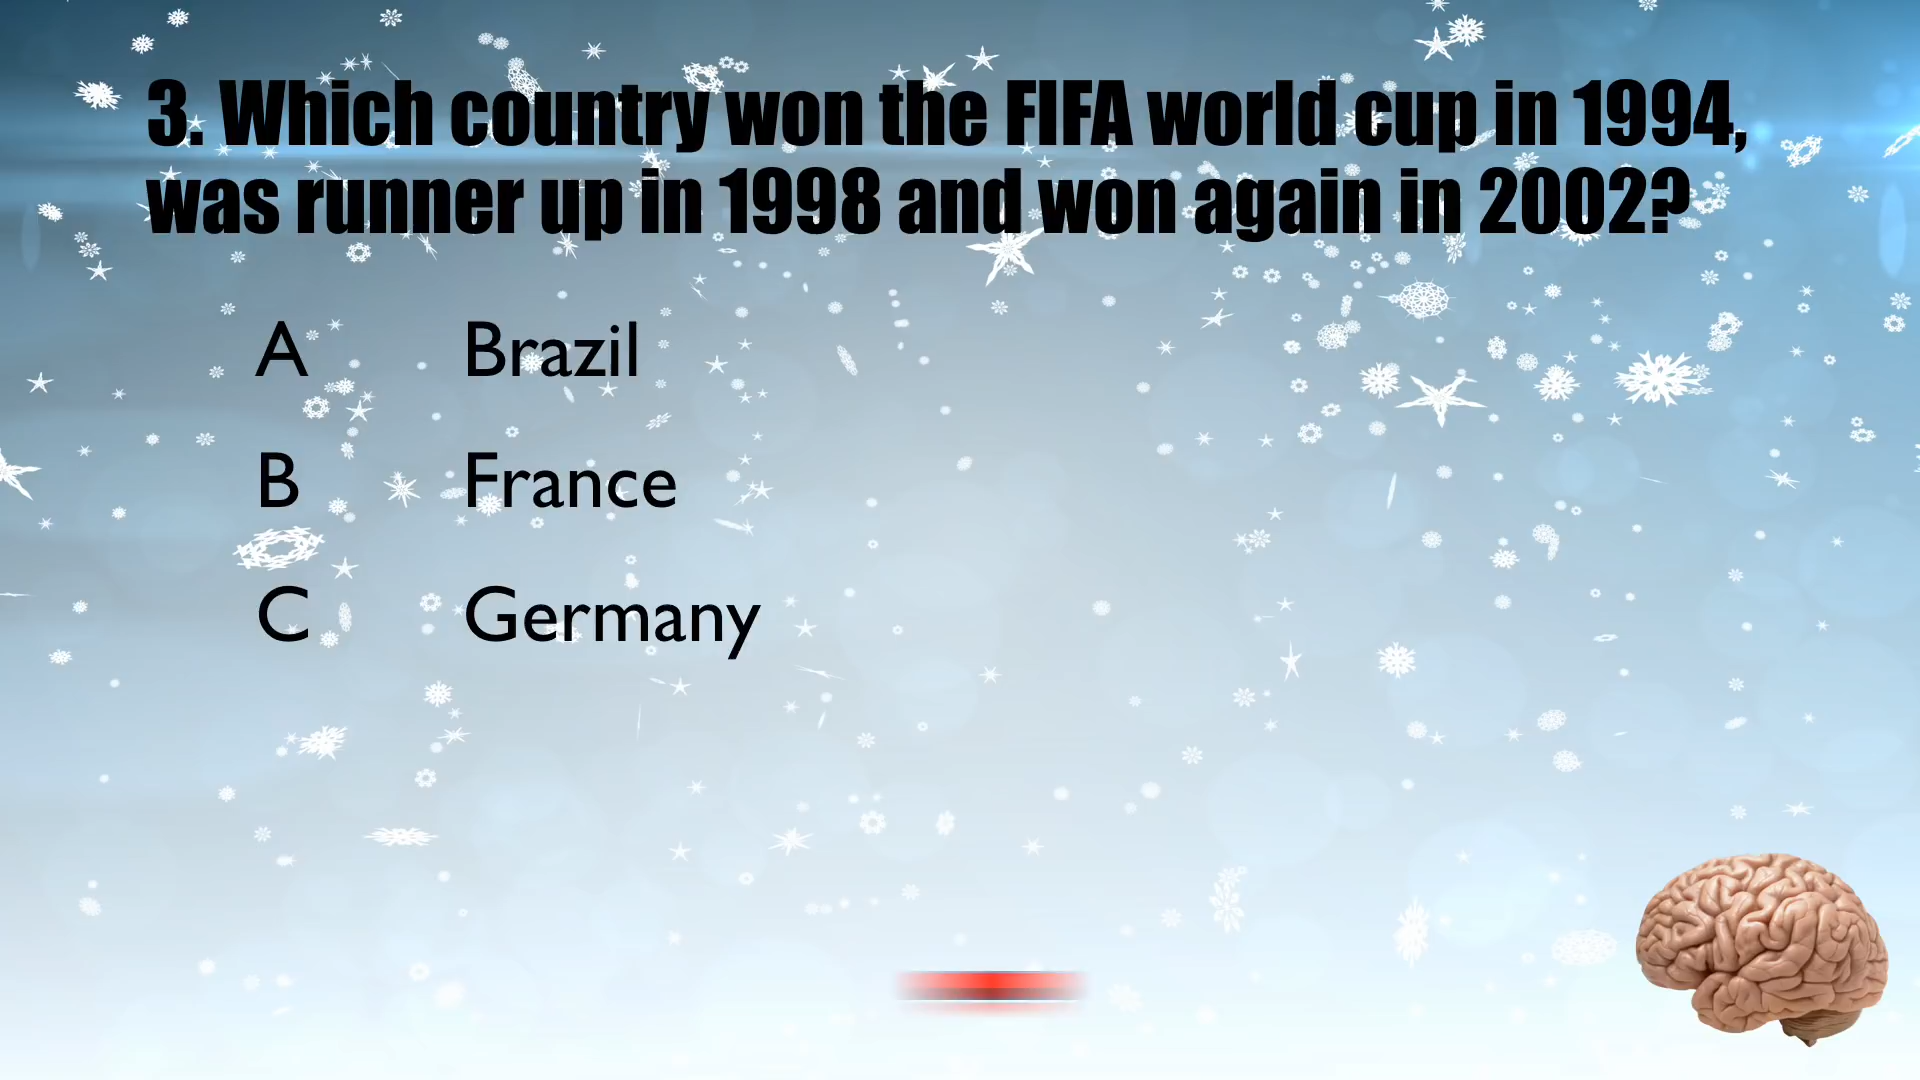 3. Which country won the FIFA world cup in 1994,
was runner up in 1998 and won again in 2002?
A Brazil
B France
C Germany